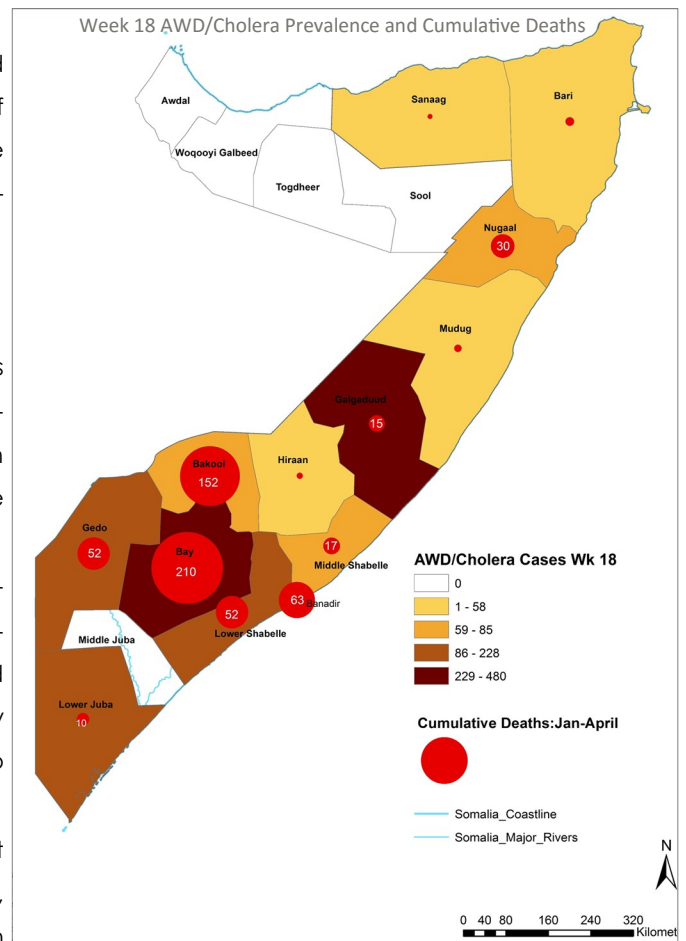 Week 18 AWD/Cholera Prevalence and Cumulative Deaths
Awdal
Sanaag
Bari
Woqooyi Galbeed
Togdheer
Sool
Nugaal
30
Mudug
Galgaduud
15
Bakool
152
Hiraan
Gedo
52
Bay
210
17
Middle Shabelle
63
Banadir
52
Lower Shabelle
Middle Juba
Lower Juba
10
AWD/Cholera Cases Wk 18
0
1 - 58
59 - 85
86 - 228
229 - 480
Cumulative Deaths:Jan-April
Somalia_Coastline
Somalia_Major_Rivers
N
0 40 80 160 240 320
Kilomet